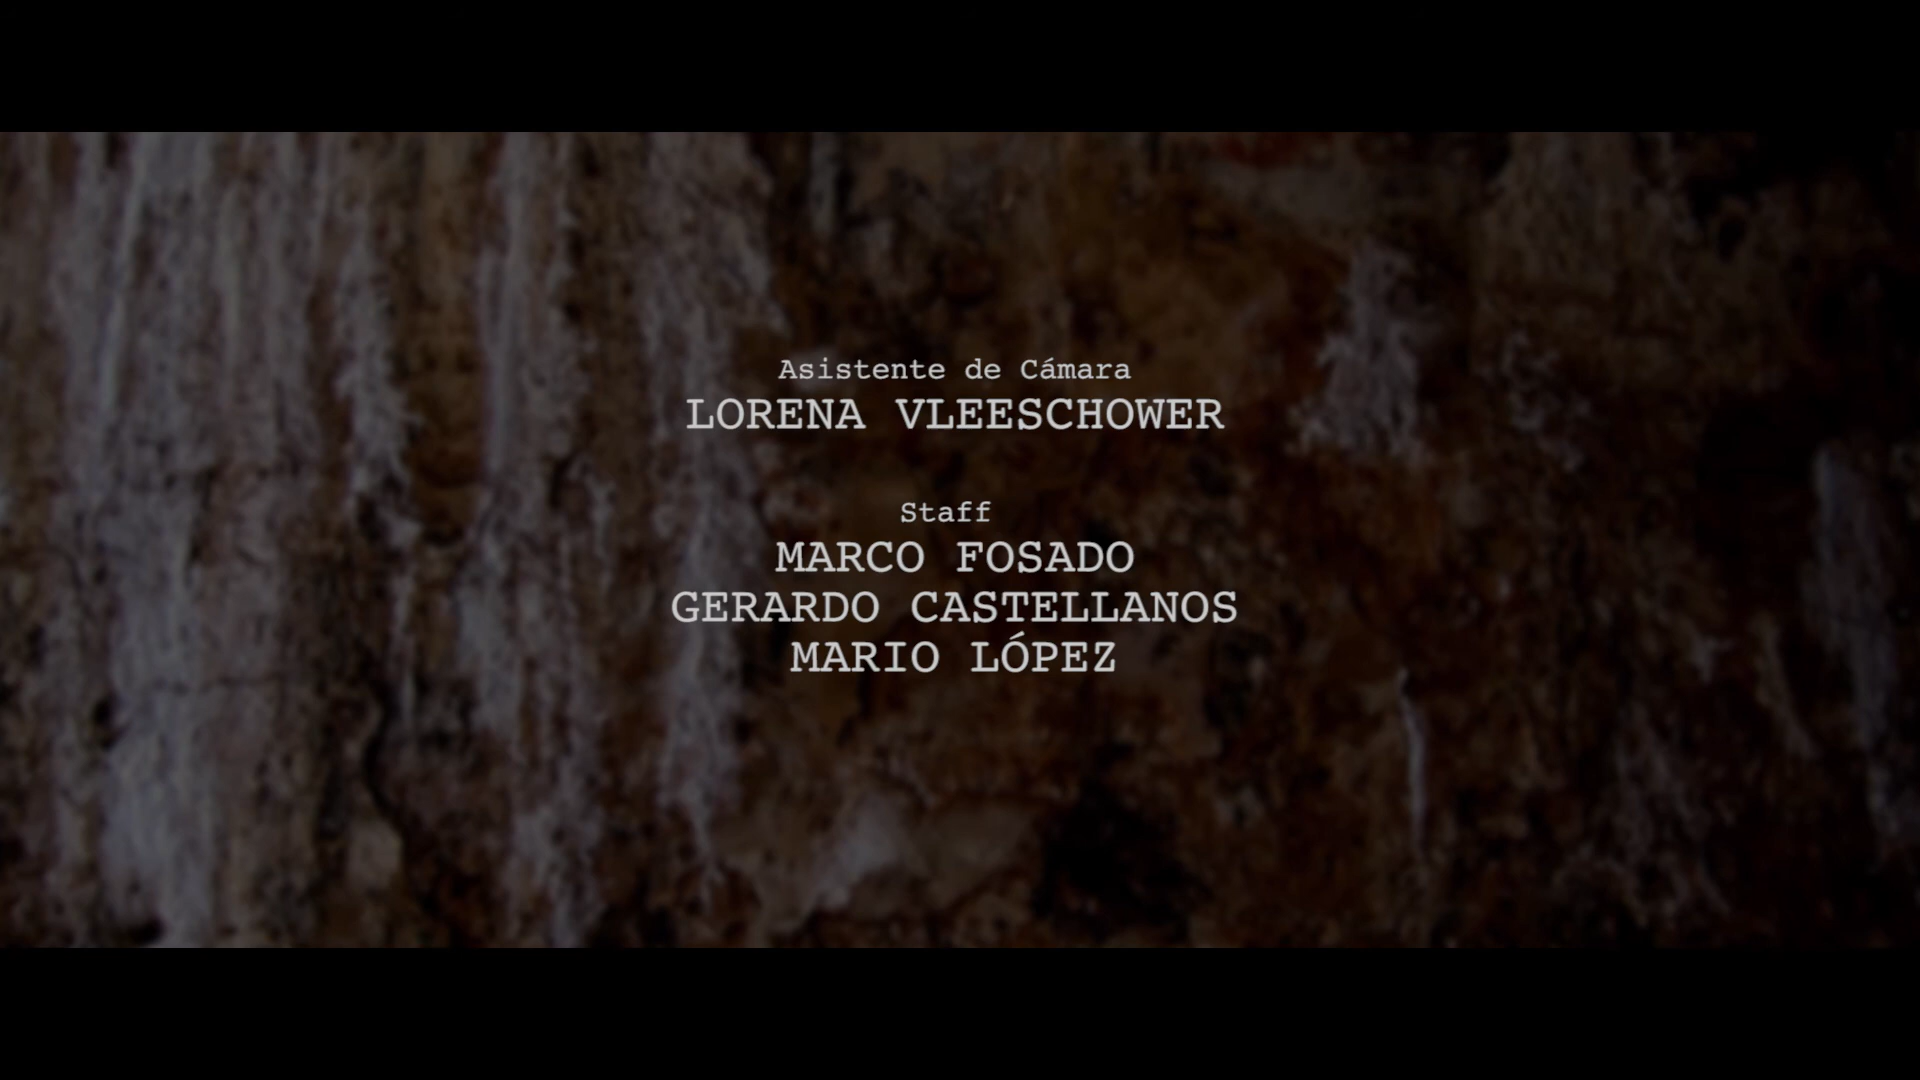 Asistente de Cámara
LORENA VLEESCHOWER
Staff
MARCO FOSADO
GERARDO CASTELLANOS
MARIO LÓPEZ